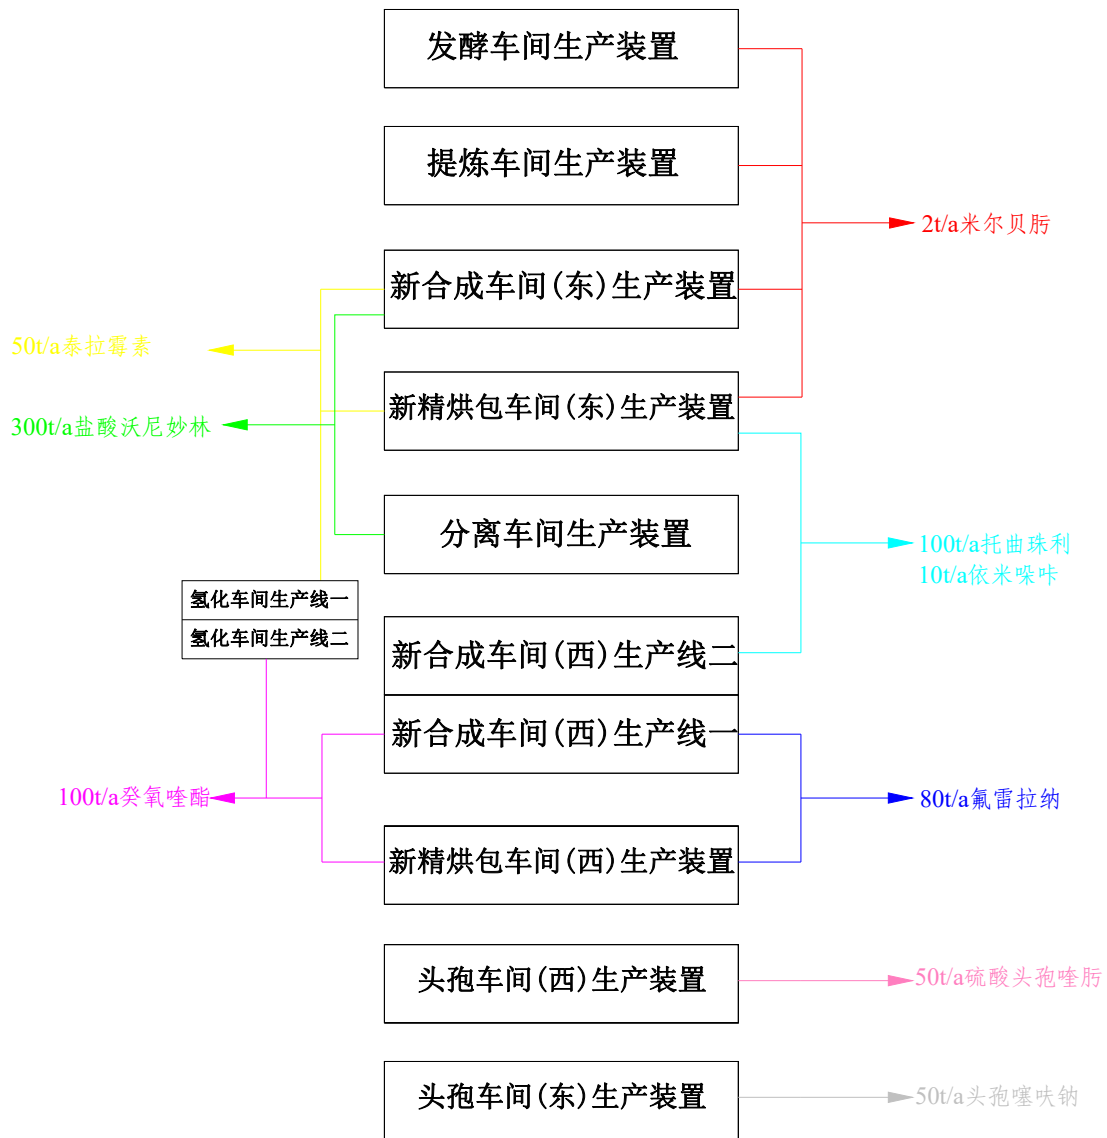 发酵车间生产装置
提炼车间生产装置
2t/a米尔贝肟
新合成车间(东)生产装置
50t/a泰拉霉素
新精烘包车间(东)生产装置
300t/a盐酸沃尼妙林
分离车间生产装置
100t/a托曲珠利
10t/a依米哚咔
氢化车间生产线一
氢化车间生产线二
新合成车间(西)生产线二
新合成车间(西)生产线一
100t/a癸氧喹酯
80t/a氟雷拉纳
新精烘包车间(西)生产装置
头孢车间(西)生产装置
50t/a硫酸头孢喹肟
头孢车间(东)生产装置
50t/a头孢噻呋钠